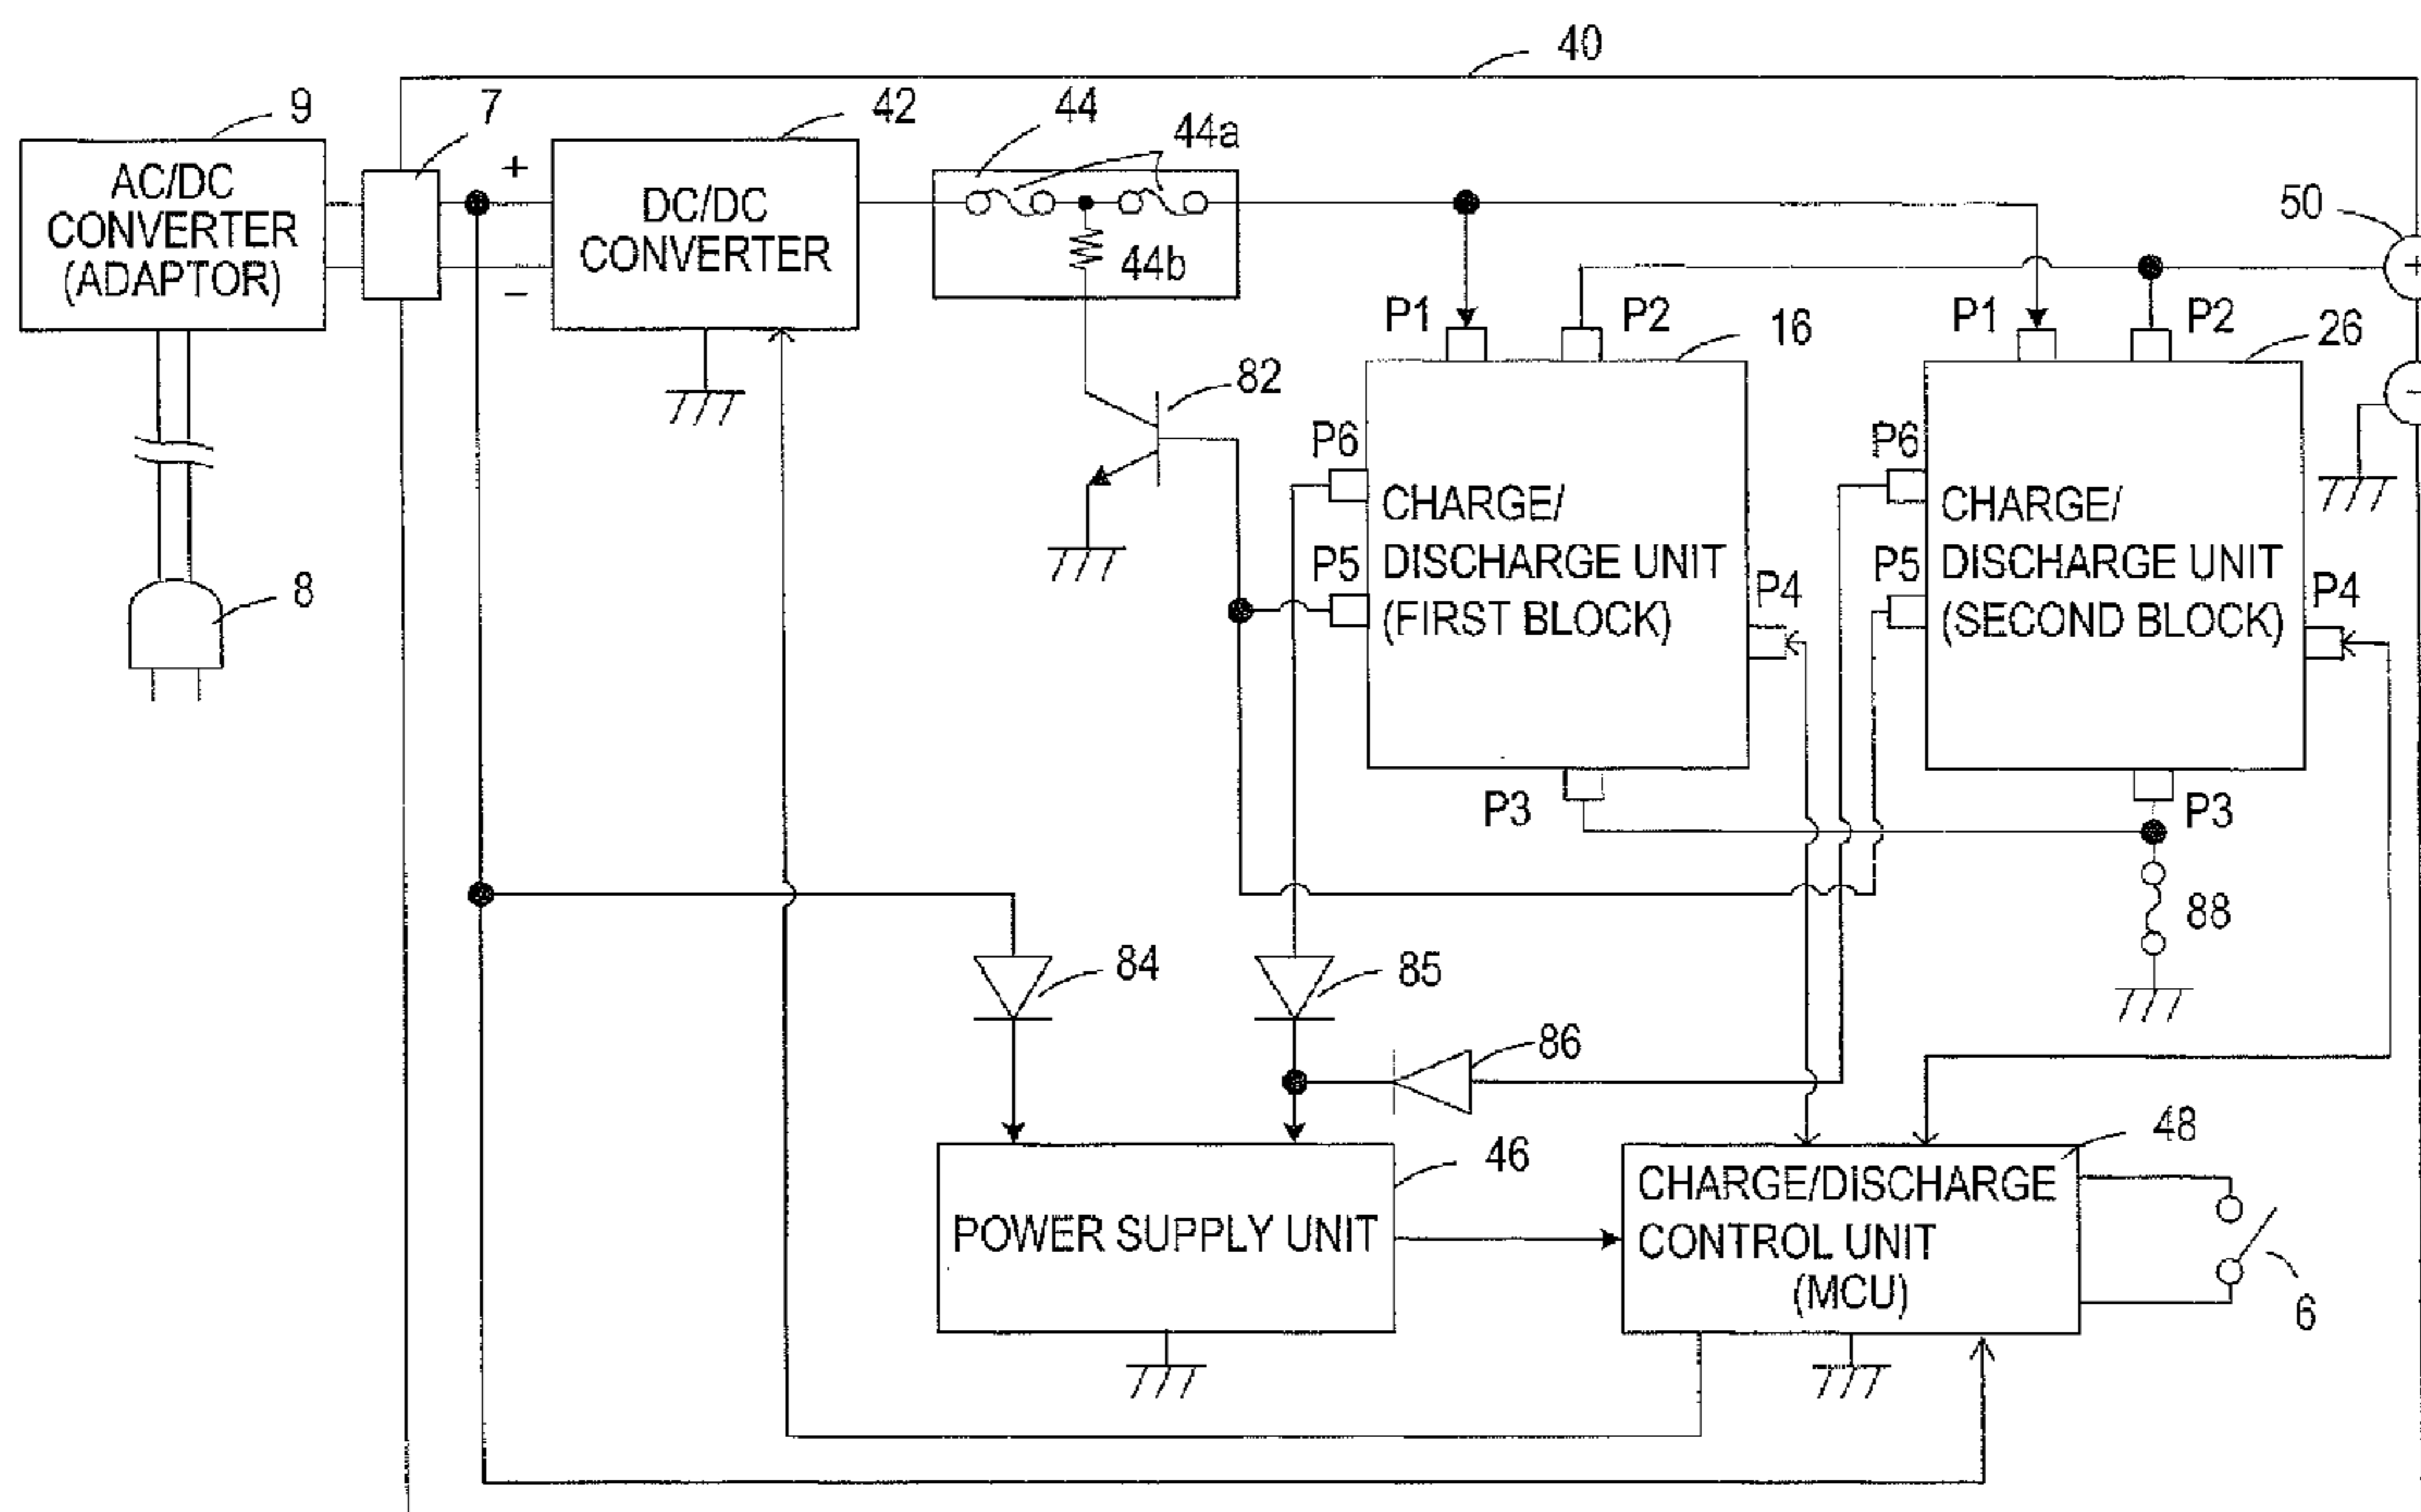 40
9
7
42
44
44a
50
AC/DC
CONVERTER
(ADAPTOR)
+
−
DC/DC
CONVERTER
44b
+
−
P1
P2
16
P1
P2
26
82
P6
P5
CHARGE/
DISCHARGE UNIT
(FIRST BLOCK)
P4
P3
P6
P5
CHARGE/
DISCHARGE UNIT
(SECOND BLOCK)
P4
P3
8
88
84
85
86
46
48
POWER SUPPLY UNIT
CHARGE/DISCHARGE
CONTROL UNIT
(MCU)
6